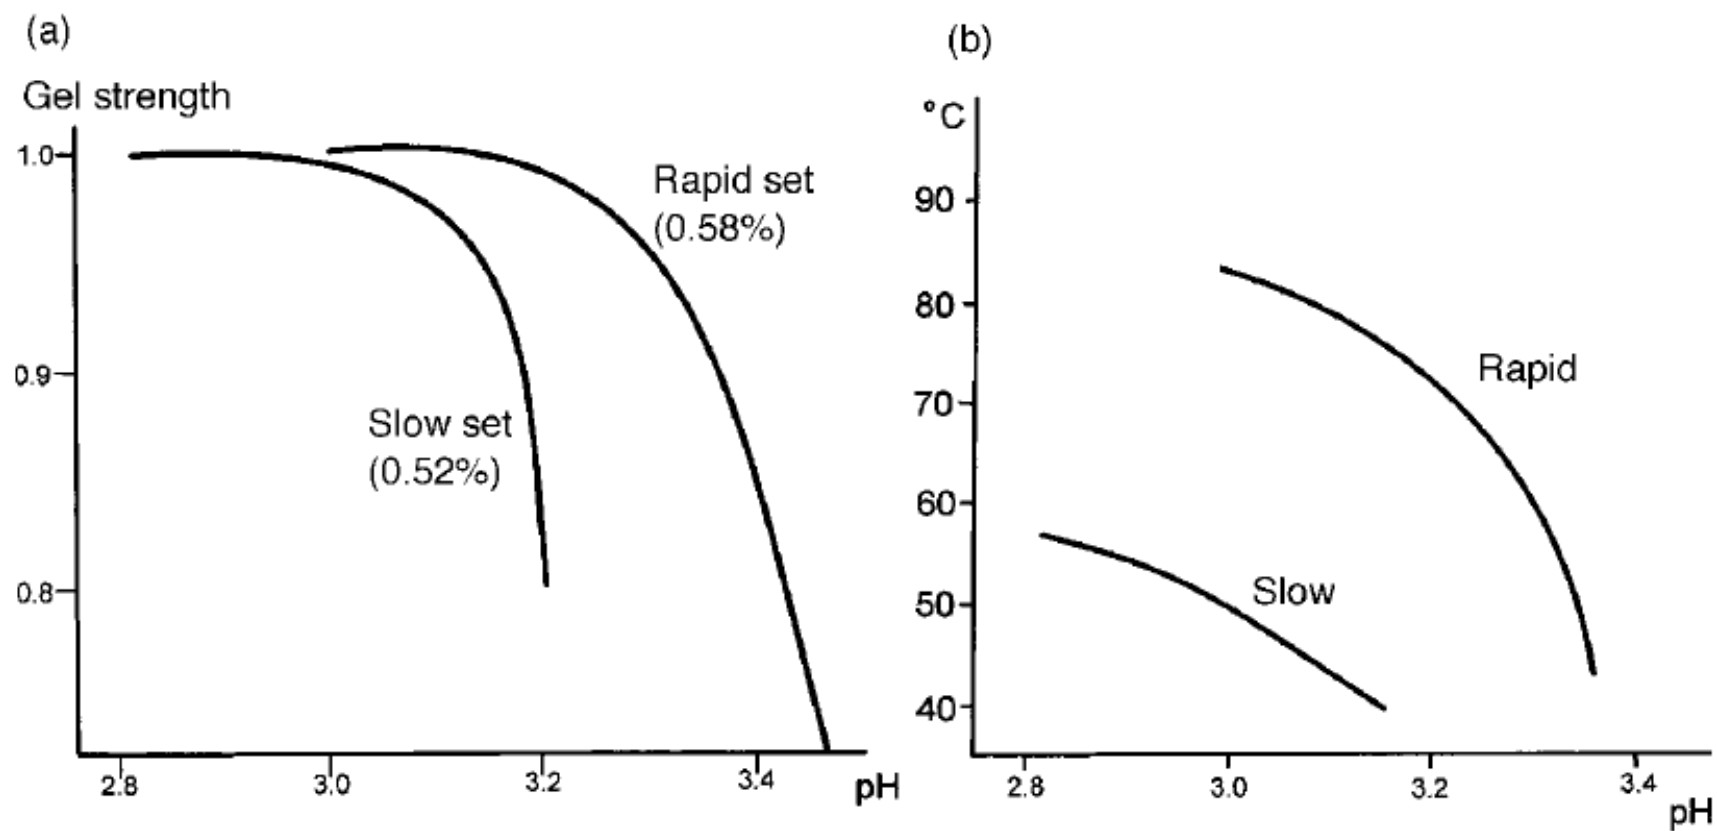 (a)
Gel strength
1.0
0.9
0.8
Rapid set
(0.58%)
Slow set
(0.52%)
2.8 3.0 3.2 3.4 pH
(b)
°C
90
80
70
60
50
40
Rapid
Slow
2.8 3.0 3.2 3.4
pH